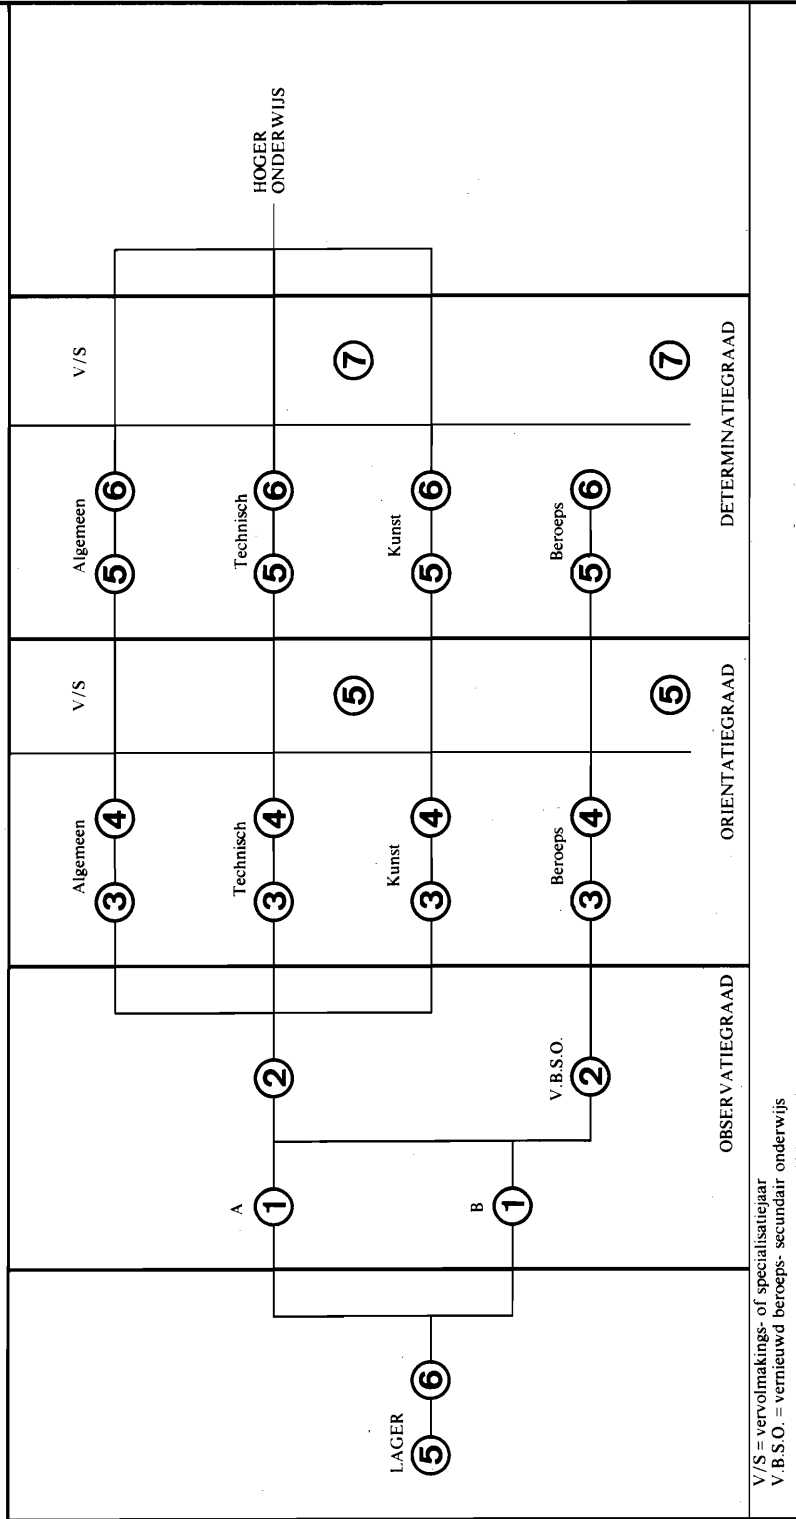 LAGER
5
6
A
1
B
1
2
V.B.S.O.
2
OBSERVATIEGRAAD
Algemeen
3
4
Technisch
3
4
Kunst
3
4
Beroeps
3
4
V/S
5
5
ORIENTATIEGRAAD
Algemeen
5
6
Technisch
5
6
Kunst
5
6
Beroeps
5
6
V/S
7
7
DETERMINATIEGRAAD
HOGER
ONDERWIJS
V/S = vervolmakings- of specialisatiejaar
V.B.S.O. = vernieuwd beroeps- secundair onderwijs